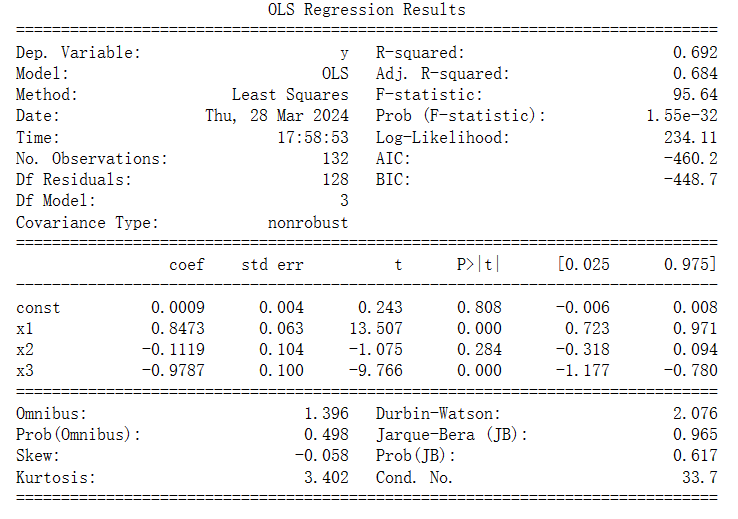 OLS Regression Results
==============================================================================
Dep. Variable:                      y   R-squared:                       0.692
Model:                            OLS   Adj. R-squared:                  0.684
Method:                 Least Squares   F-statistic:                     95.64
Date:                Thu, 28 Mar 2024   Prob (F-statistic):           1.55e-32
Time:                        17:58:53   Log-Likelihood:                 234.11
No. Observations:                 132   AIC:                            -460.2
Df Residuals:                     128   BIC:                            -448.7
Df Model:                           3
Covariance Type:            nonrobust
==============================================================================
                 coef    std err          t      P>|t|      [0.025      0.975]
------------------------------------------------------------------------------
const          0.0009      0.004      0.243      0.808      -0.006       0.008
x1             0.8473      0.063     13.507      0.000       0.723       0.971
x2            -0.1119      0.104     -1.075      0.284      -0.318       0.094
x3            -0.9787      0.100     -9.766      0.000      -1.177      -0.780
==============================================================================
Omnibus:                        1.396   Durbin-Watson:                   2.076
Prob(Omnibus):                  0.498   Jarque-Bera (JB):                0.965
Skew:                          -0.058   Prob(JB):                        0.617
Kurtosis:                       3.402   Cond. No.                         33.7
==============================================================================